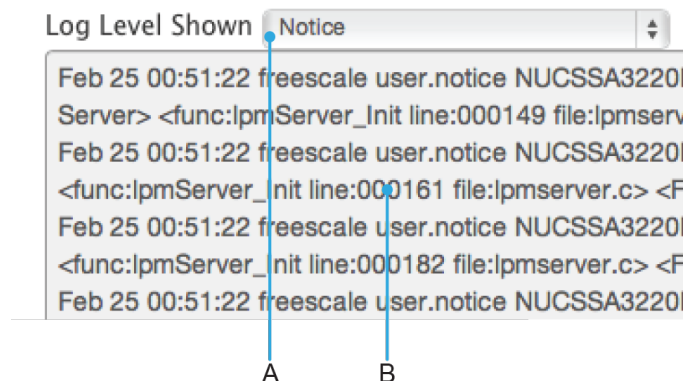 Log Level Shown Notice
Feb 25 00:51:22 freescale user.notice NUCSSA3220
Server> <func:lpmServer_Init line:000149 file:lpmserv
Feb 25 00:51:22 freescale user.notice NUCSSA3220
<func:lpmServer_Init line:000161 file:lpmserver.c> <F
Feb 25 00:51:22 freescale user.notice NUCSSA3220
<func:lpmServer_Init line:000182 file:lpmserver.c> <F
Feb 25 00:51:22 freescale user.notice NUCSSA3220
A B